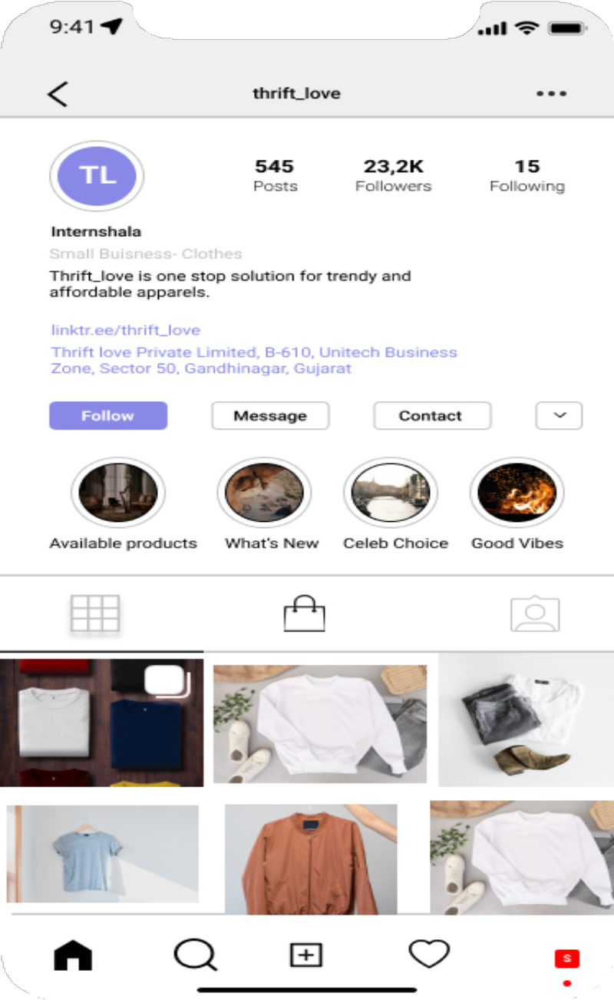 9:41
thrift_love
TL
545
23,2K
15
Posts
Followers
Following
Internshala
Small Buisness- Clothes
Thrift_love is one stop solution for trendy and
affordable apparels.
linktr.ee/thrift_love
Thrift love Private Limited, B-610, Unitech Business
Zone, Sector 50, Gandhinagar, Gujarat
Follow
Message
Contact
Available products
What's New
Celeb Choice
Good Vibes
S